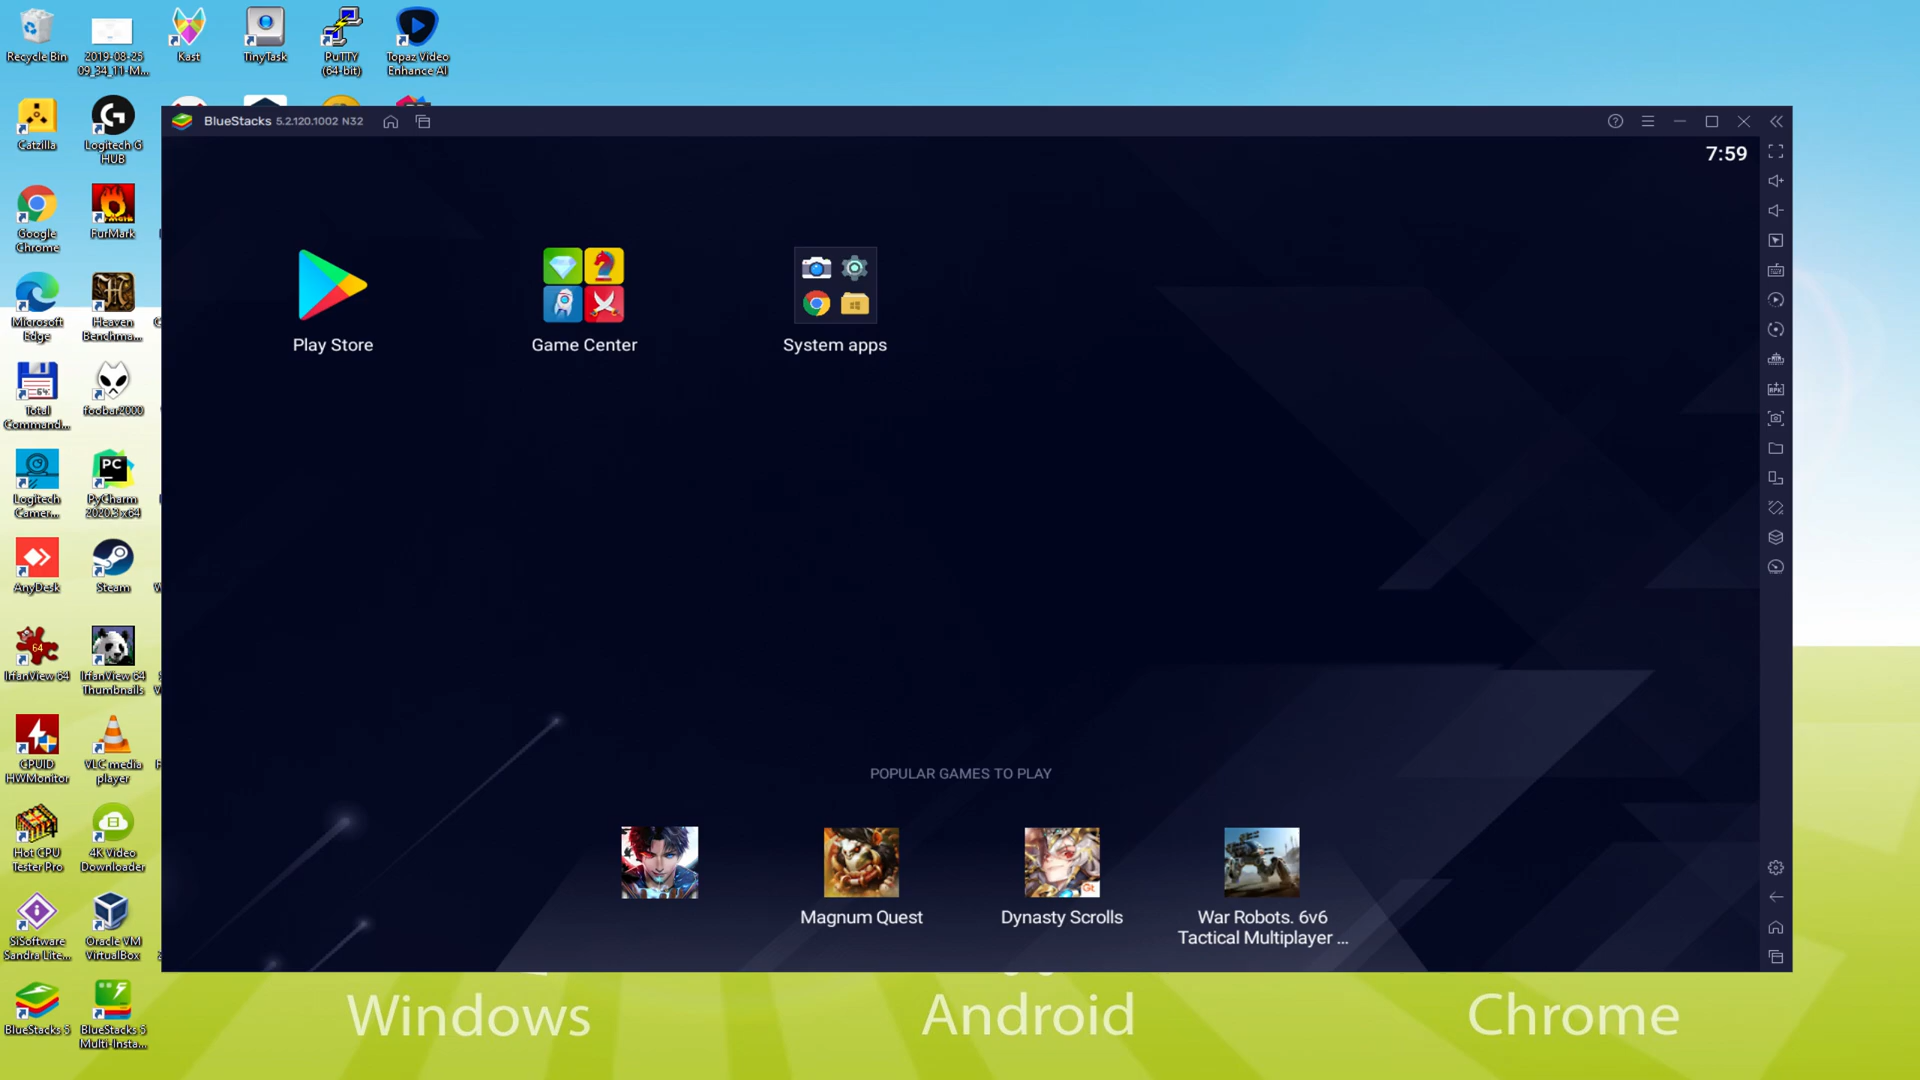 Recycle Bin
2019-08-25
09_34_11-M...
Kast
TinyTask
PuTTY
(64-bit)
Topaz Video
Enhance AI
Catzilla
Logitech G
HUB
BlueStacks 5.2.120.1002 N32
7:59
Google
Chrome
FurMark
Play Store
Game Center
System apps
Microsoft
Edge
Heaven
Benchma...
64
Total
Comman​d...
foobar2000
PC
Logitech
Camer...
PyCharm
2020.3 x64
AnyDesk
Steam
64
IrfanView 64
IrfanView 64
Thumbnails
CPUID
HWMonitor
VLC media
player
POPULAR GAMES TO PLAY
Hot CPU
Tester Pro
4K Video
Downloader
Magnum Quest
Dynasty Scrolls
War Robots. 6v6
Tactical Multiplayer ...
SiSoftware
Sandra Lite...
Oracle VM
VirtualBox
BlueStacks 5
BlueStacks 5
Multi-Insta...
Windows
Android
Chrome